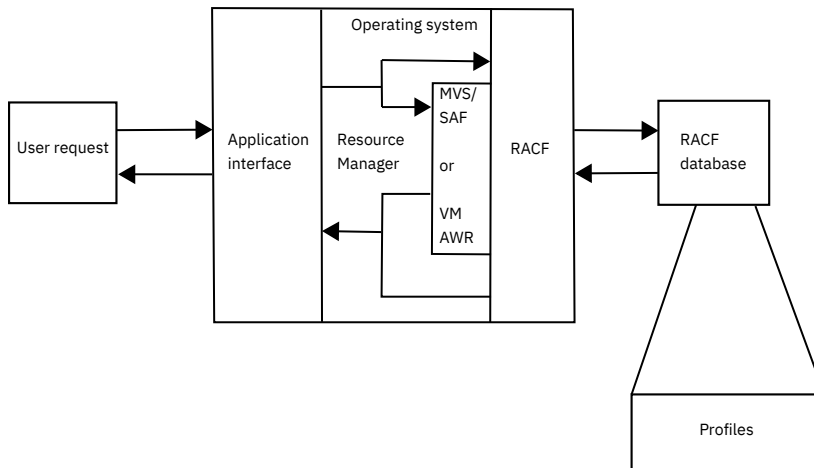 Operating system
User request
Application
interface
Resource
Manager
MVS/
SAF
or
VM
AWR
RACF
RACF
database
Profiles